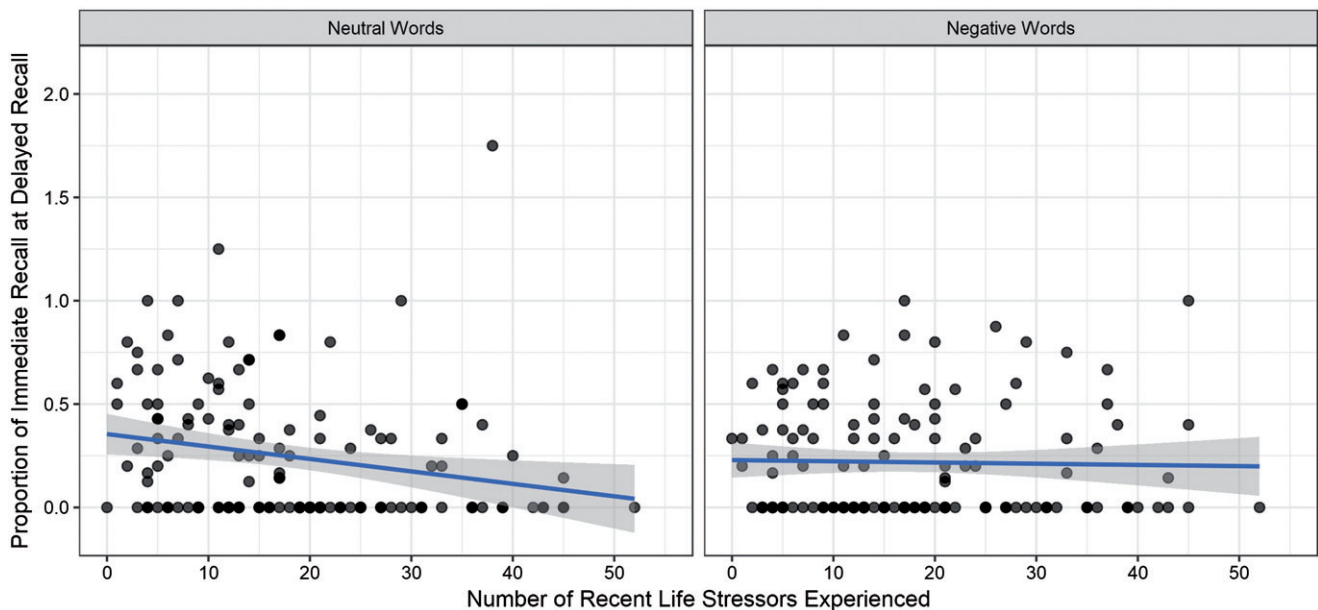 Neutral Words
Negative Words
Proportion of Immediate Recall at Delayed Recall
2.0
1.5
1.0
0.5
0.0
0 10 20 30 40 50
0 10 20 30 40 50
Number of Recent Life Stressors Experienced